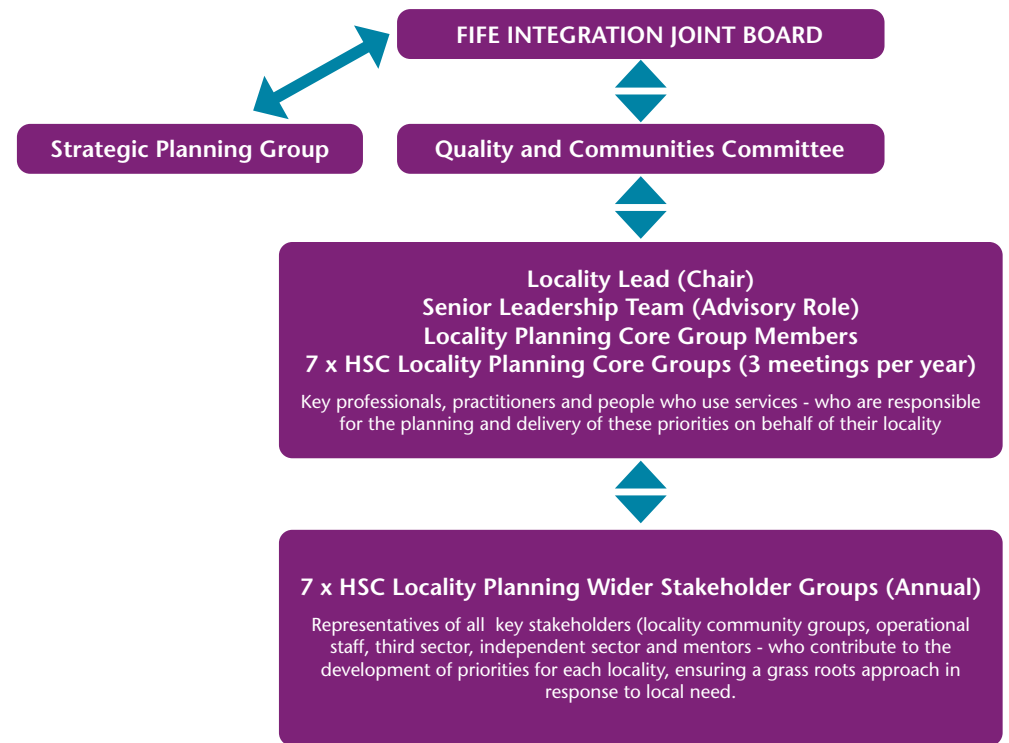 FIFE INTEGRATION JOINT BOARD
Strategic Planning Group
Quality and Communities Committee
Locality Lead (Chair)
Senior Leadership Team (Advisory Role)
Locality Planning Core Group Members
7 x HSC Locality Planning Core Groups (3 meetings per year)
Key professionals, practitioners and people who use services - who are responsible
for the planning and delivery of these priorities on behalf of their locality
7 x HSC Locality Planning Wider Stakeholder Groups (Annual)
Representatives of all key stakeholders (locality community groups, operational
staff, third sector, independent sector and mentors - who contribute to the
development of priorities for each locality, ensuring a grass roots approach in
response to local need.